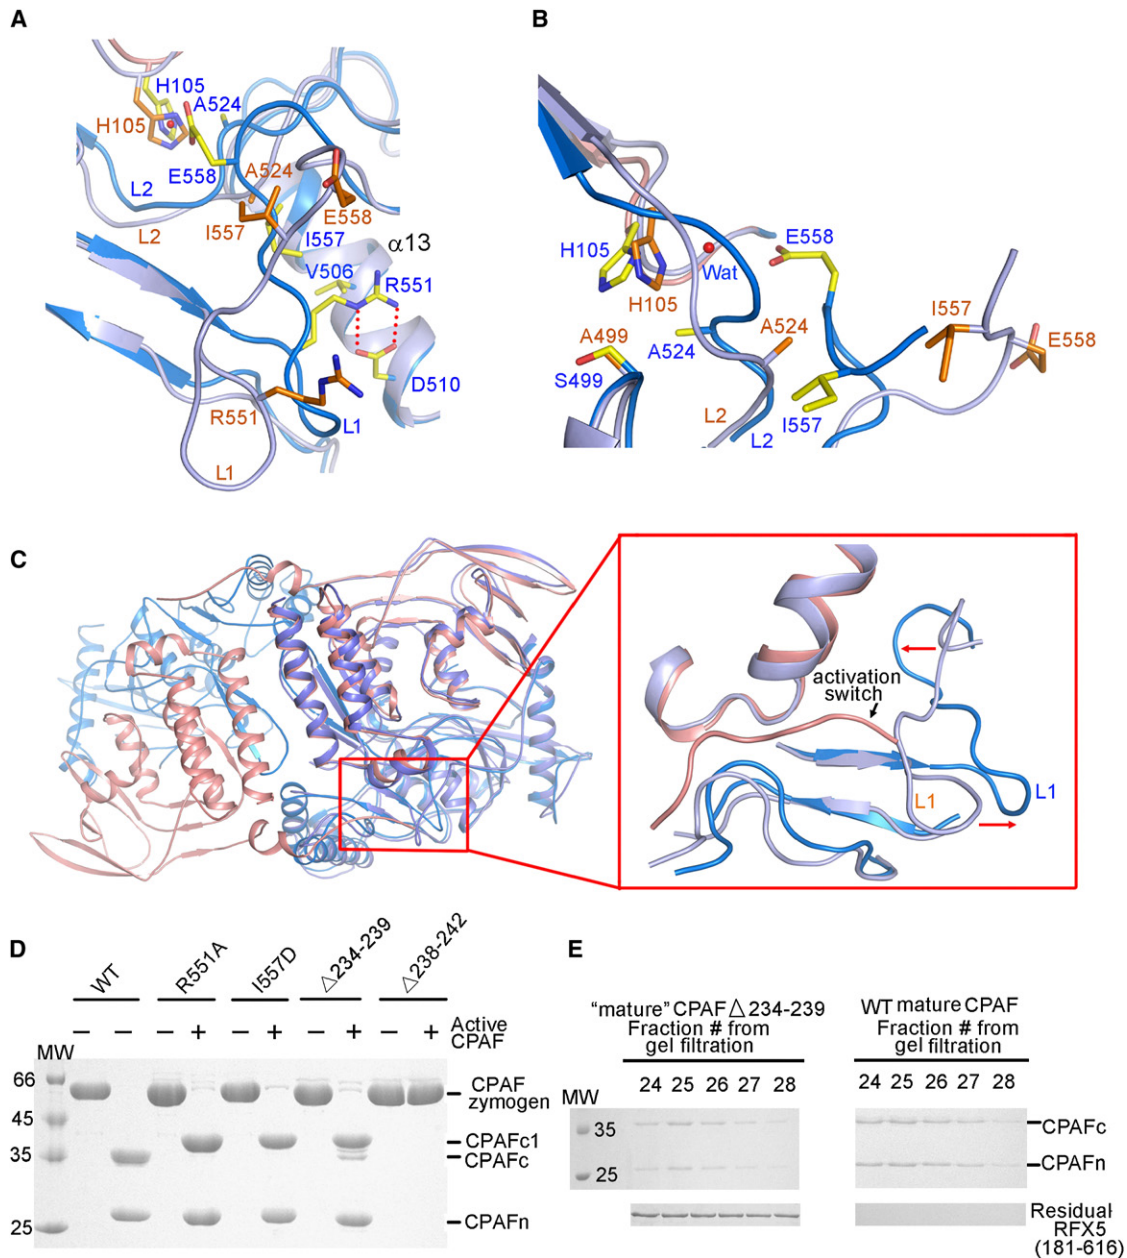 A
H105
A524
H105
E558
A524
L2
E558
L2
I557
I557
α13
V506
R551
D510
R551
L1
L1
B
H105
E558
Wat
H105
I557
A499
A524
E558
A524
S499
L2
L2
I557
C
activation
switch
L1
L1
D
WT
R551A
I557D
△234-239
△238-242
− − − + − + − + − + Active
CPAF
MW
66
45
35
25
CPAF
zymogen
CPAFc1
CPAFc
CPAFn
E
“mature” CPAF △ 234-239
Fraction # from
gel filtration
24 25 26 27 28
MW
35
25
WT mature CPAF
Fraction # from
gel filtration
24 25 26 27 28
CPAFc
CPAFn
Residual-
RFX5
(181-616)